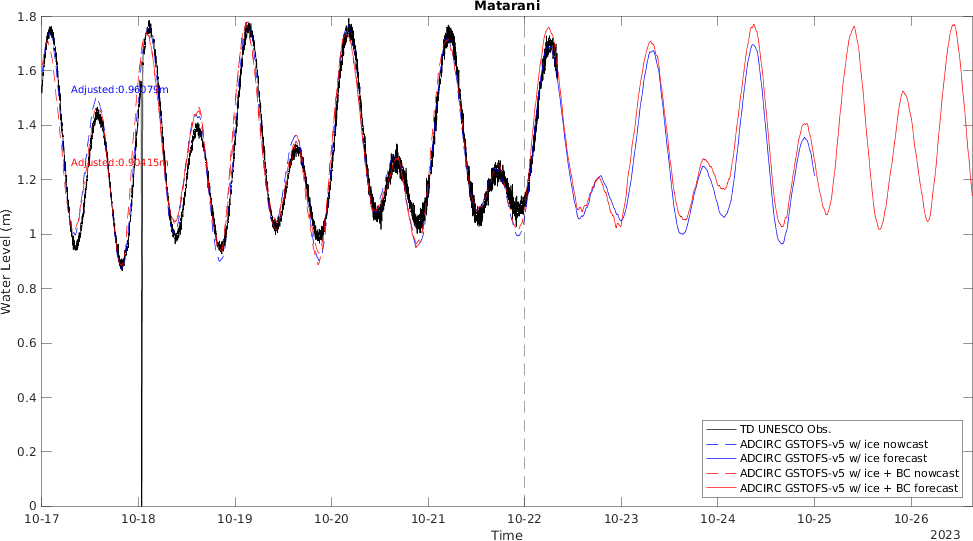 Matarani
1.8
1.6
1.4
1.2
1
0.8
0.6
0.4
0.2
0
Water Level (m)
Adjusted:0.96079m
Adjusted:0.90415m
TD UNESCO Obs.
ADCIRC GSTOFS-v5 w/ ice nowcast
ADCIRC GSTOFS-v5 w/ ice forecast
ADCIRC GSTOFS-v5 w/ ice + BC nowcast
ADCIRC GSTOFS-v5 w/ ice + BC forecast
10-17 10-18 10-19 10-20 10-21 10-22 10-23 10-24 10-25 10-26
Time
2023